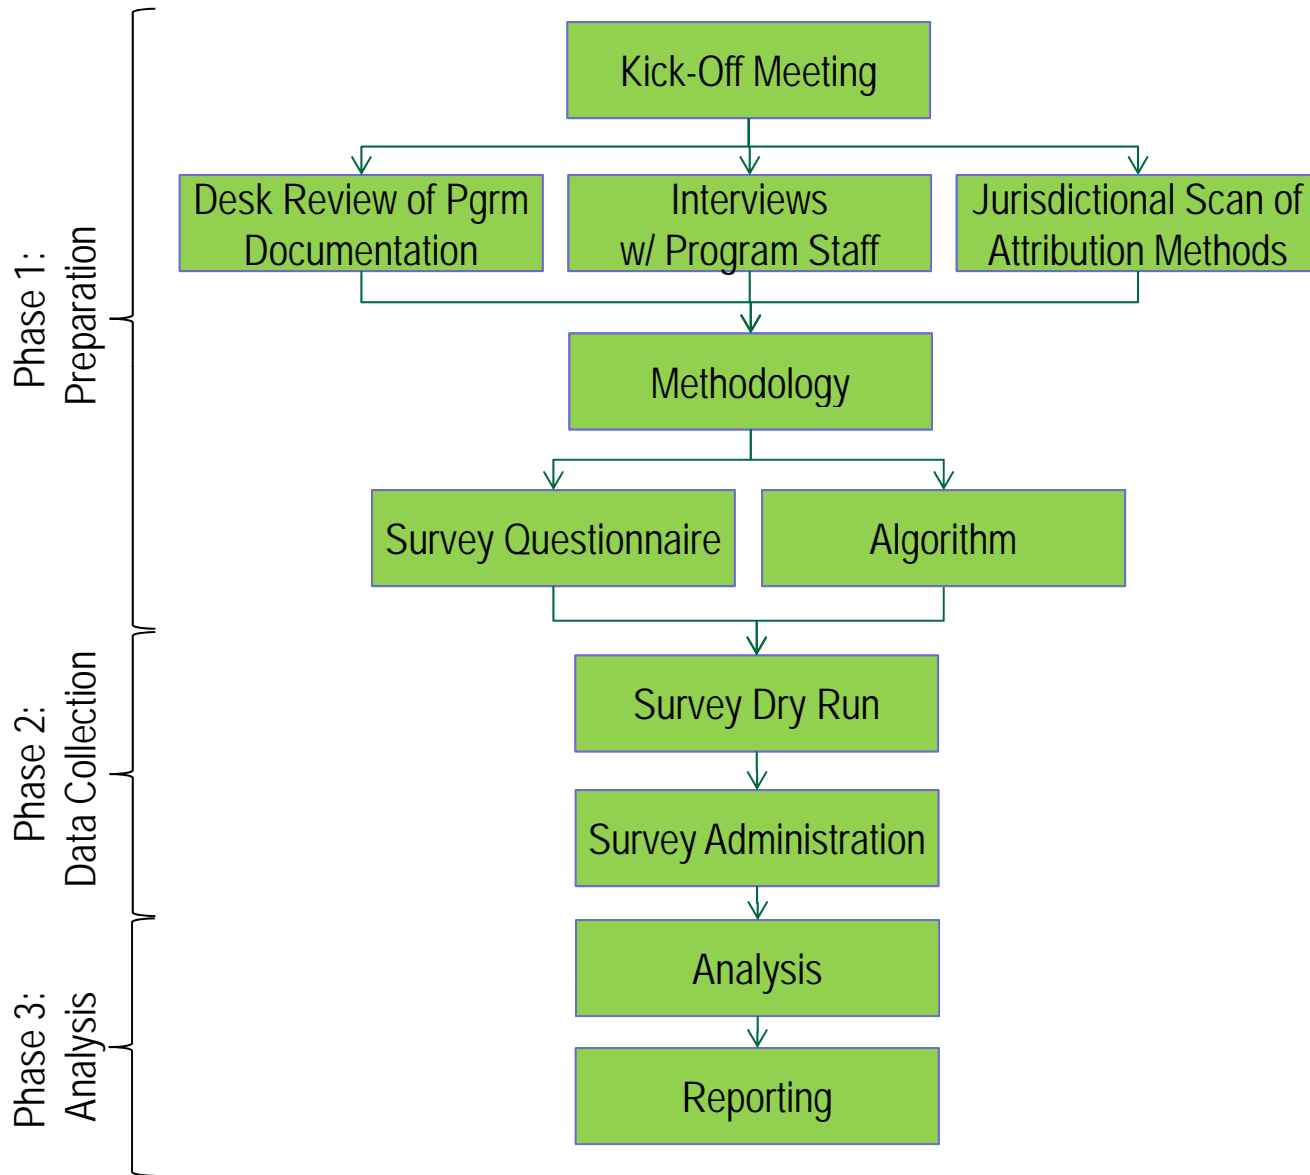 Kick-Off Meeting
Desk Review of Pgrm
Documentation
Interviews
w/ Program Staff
Jurisdictional Scan of
Attribution Methods
Phase 1:
Preparation
Methodology
Survey Questionnaire
Algorithm
Phase 2:
Data Collection
Survey Dry Run
Survey Administration
Phase 3:
Analysis
Analysis
Reporting